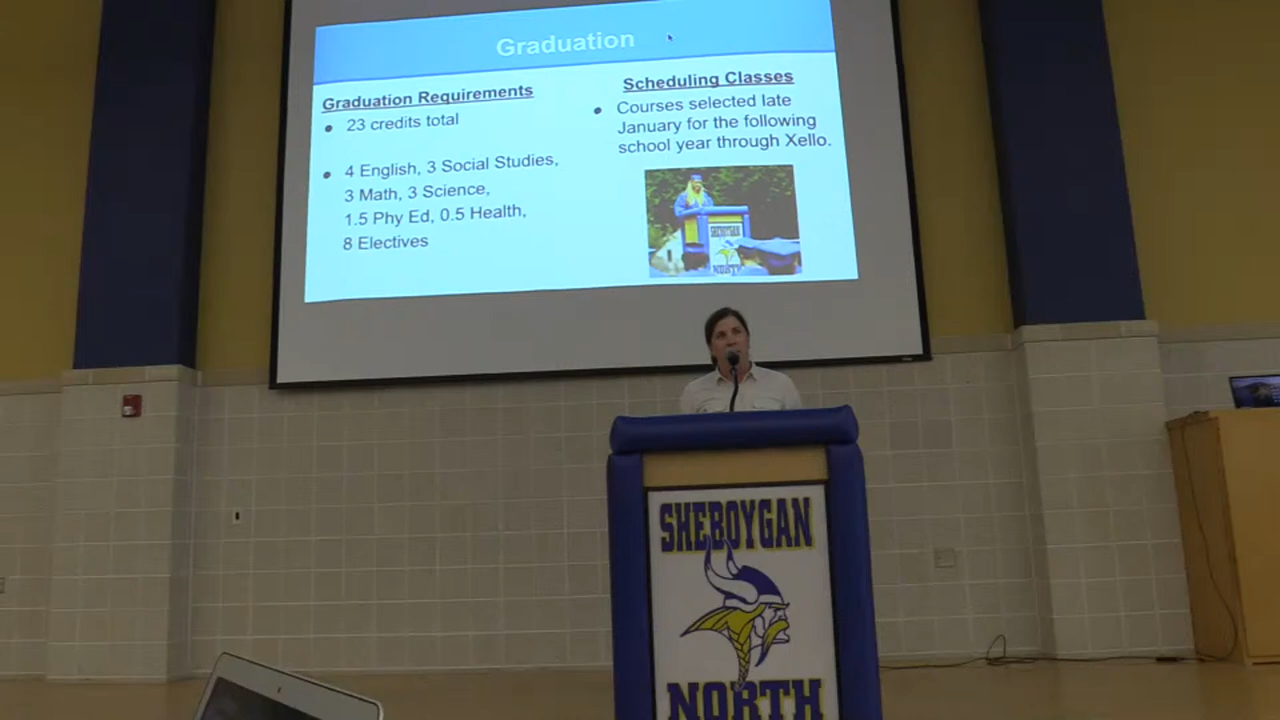 Graduation
Graduation Requirements
23 credits total
4 English, 3 Social Studies,
3 Math, 3 Science,
1.5 Phy Ed, 0.5 Health,
8 Electives
Scheduling Classes
Courses selected late
January for the following
school year through Xello.
SHEBOYGAN
NORTH
SHEBOYGAN
NORTH